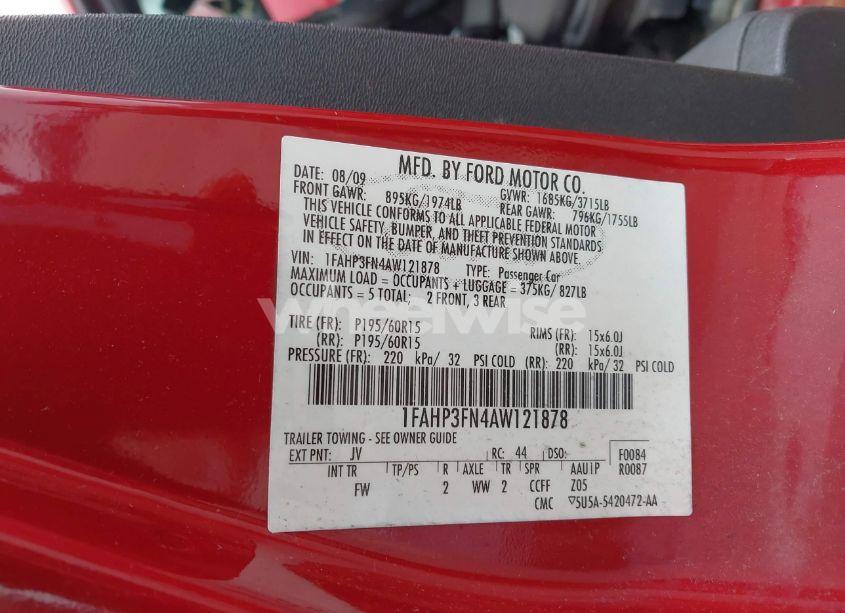 MFD. BY FORD MOTOR CO.
DATE: 08/09 GVWR: 1685KG/3715LB
FRONT GAWR: 895KG/1974LB REAR GAWR: 796KG/1755LB
THIS VEHICLE CONFORMS TO ALL APPLICABLE FEDERAL MOTOR
VEHICLE SAFETY, BUMPER, AND THEFT PREVENTION STANDARDS
IN EFFECT ON THE DATE OF MANUFACTURE SHOWN ABOVE.
VIN: 1FAHP3FN4AW121878 TYPE: Passenger Car
MAXIMUM LOAD = OCCUPANTS + LUGGAGE = 375KG/ 827LB
OCCUPANTS = 5 TOTAL; 2 FRONT, 3 REAR
wheelwise
TIRE (FR): P195/60R15 RIMS (FR): 15x6.0J
(RR): P195/60R15 (RR): 15x6.0J
PRESSURE (FR): 220 kPa/ 32 PSI COLD (RR): 220 kPa/ 32 PSI COLD
1FAHP3FN4AW121878
TRAILER TOWING - SEE OWNER GUIDE
EXT PNT: JV RC: 44 DSO: F0084
R0087
INT TR TP/PS R AXLE TR SPR AAUIP
FW 2 WW 2 CCFF Z05
CMC 5U5A-5420472-AA